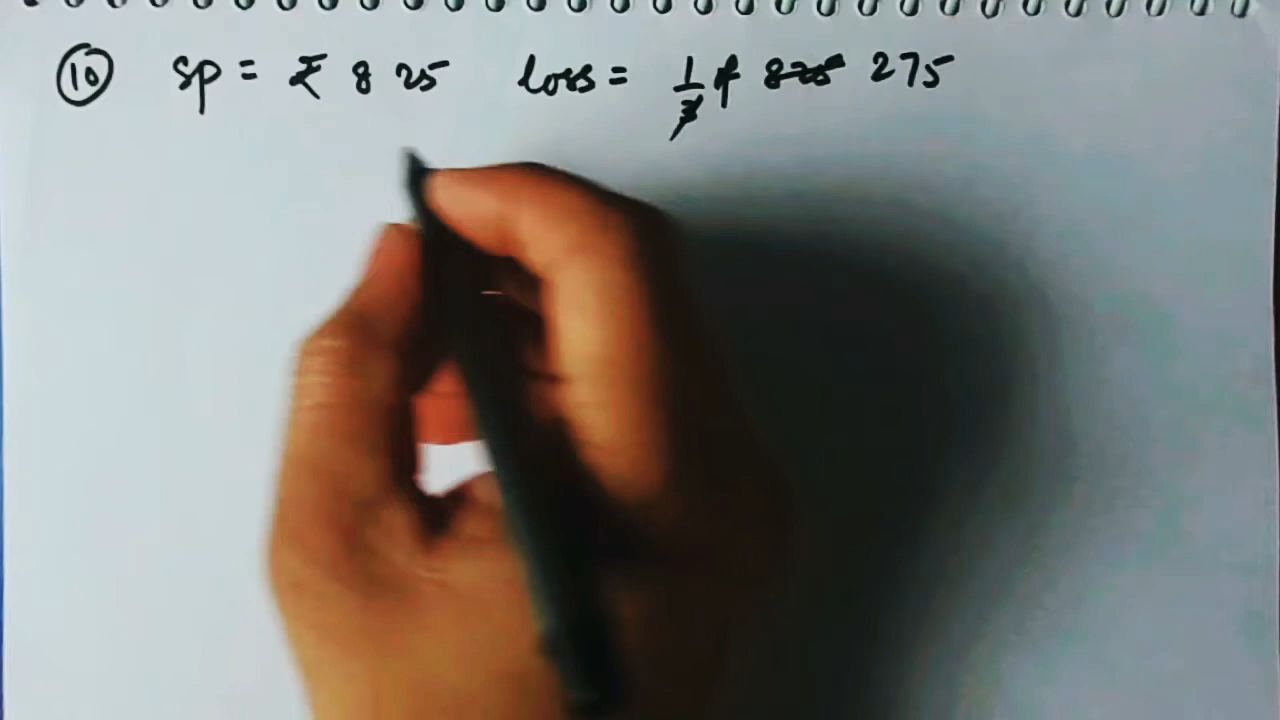 10 SP = ₹ 825 loss = 1/3 of 825 275